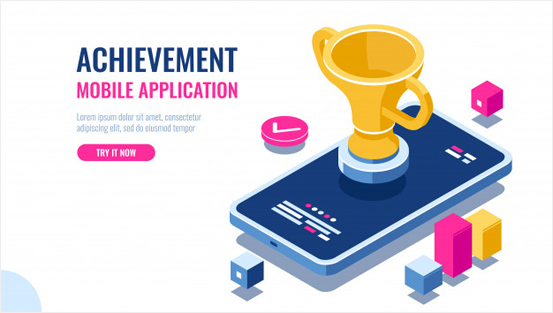 ACHIEVEMENT
MOBILE APPLICATION
Lorem ipsum dolor sit amet, consectetur
adipiscing elit, sed do eiusmod tempor
TRY IT NOW